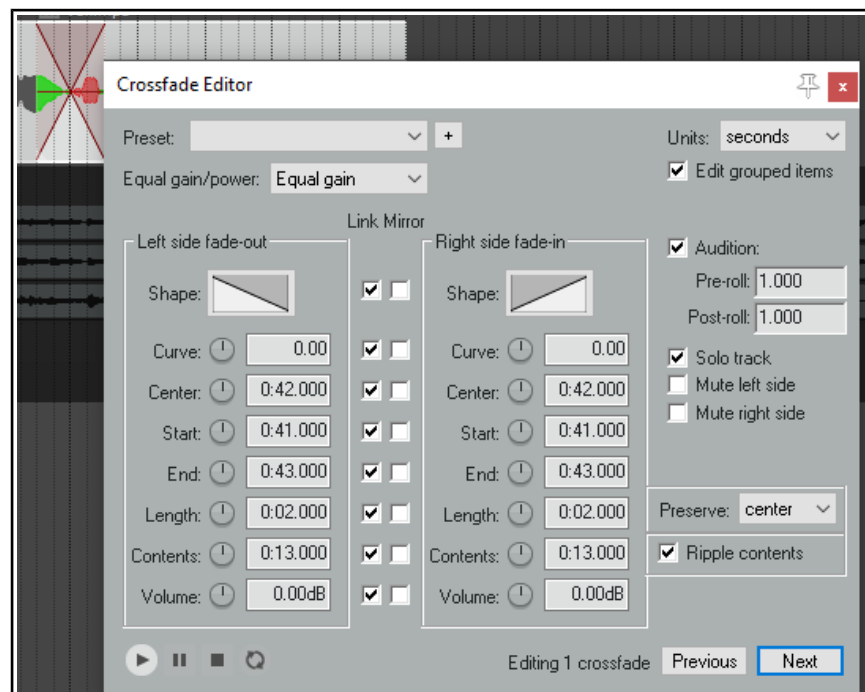 Crossfade Editor
x
Preset:
+
Units: seconds
Equal gain/power: Equal gain
Edit grouped items
Link Mirror
Left side fade-out
Right side fade-in
Audition:
Shape:
Shape:
Pre-roll: 1.000
Post-roll: 1.000
Curve: 0.00
Curve: 0.00
Solo track
Center: 0:42.000
Center: 0:42.000
Mute left side
Start: 0:41.000
Start: 0:41.000
Mute right side
End: 0:43.000
End: 0:43.000
Length: 0:02.000
Length: 0:02.000
Preserve: center
Contents: 0:13.000
Contents: 0:13.000
Ripple contents
Volume: 0.00dB
Volume: 0.00dB
Editing 1 crossfade Previous Next